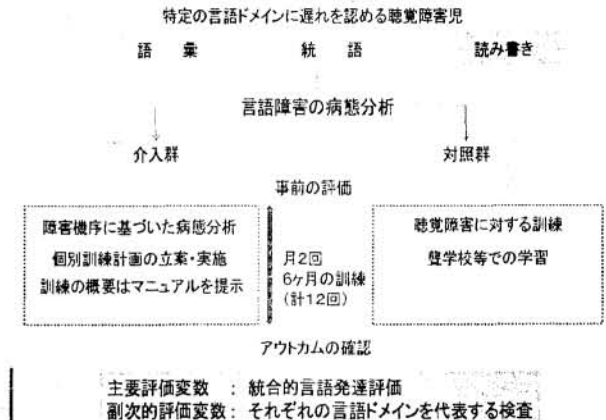 特定の言語ドメインに遅れを認める聴覚障害児
語 彙 統 語 読み書き
言語障害の病態分析
介入群 対照群
事前の評価
障害機序に基づいた病態分析
個別訓練計画の立案・実施
訓練の概要はマニュアルを提示
月2回
6ヶ月の訓練
(計12回)
聴覚障害に対する訓練
聾学校等での学習
アウトカムの確認
主要評価変数 : 統合的言語発達評価
副次的評価変数 : それぞれの言語ドメインを代表する検査